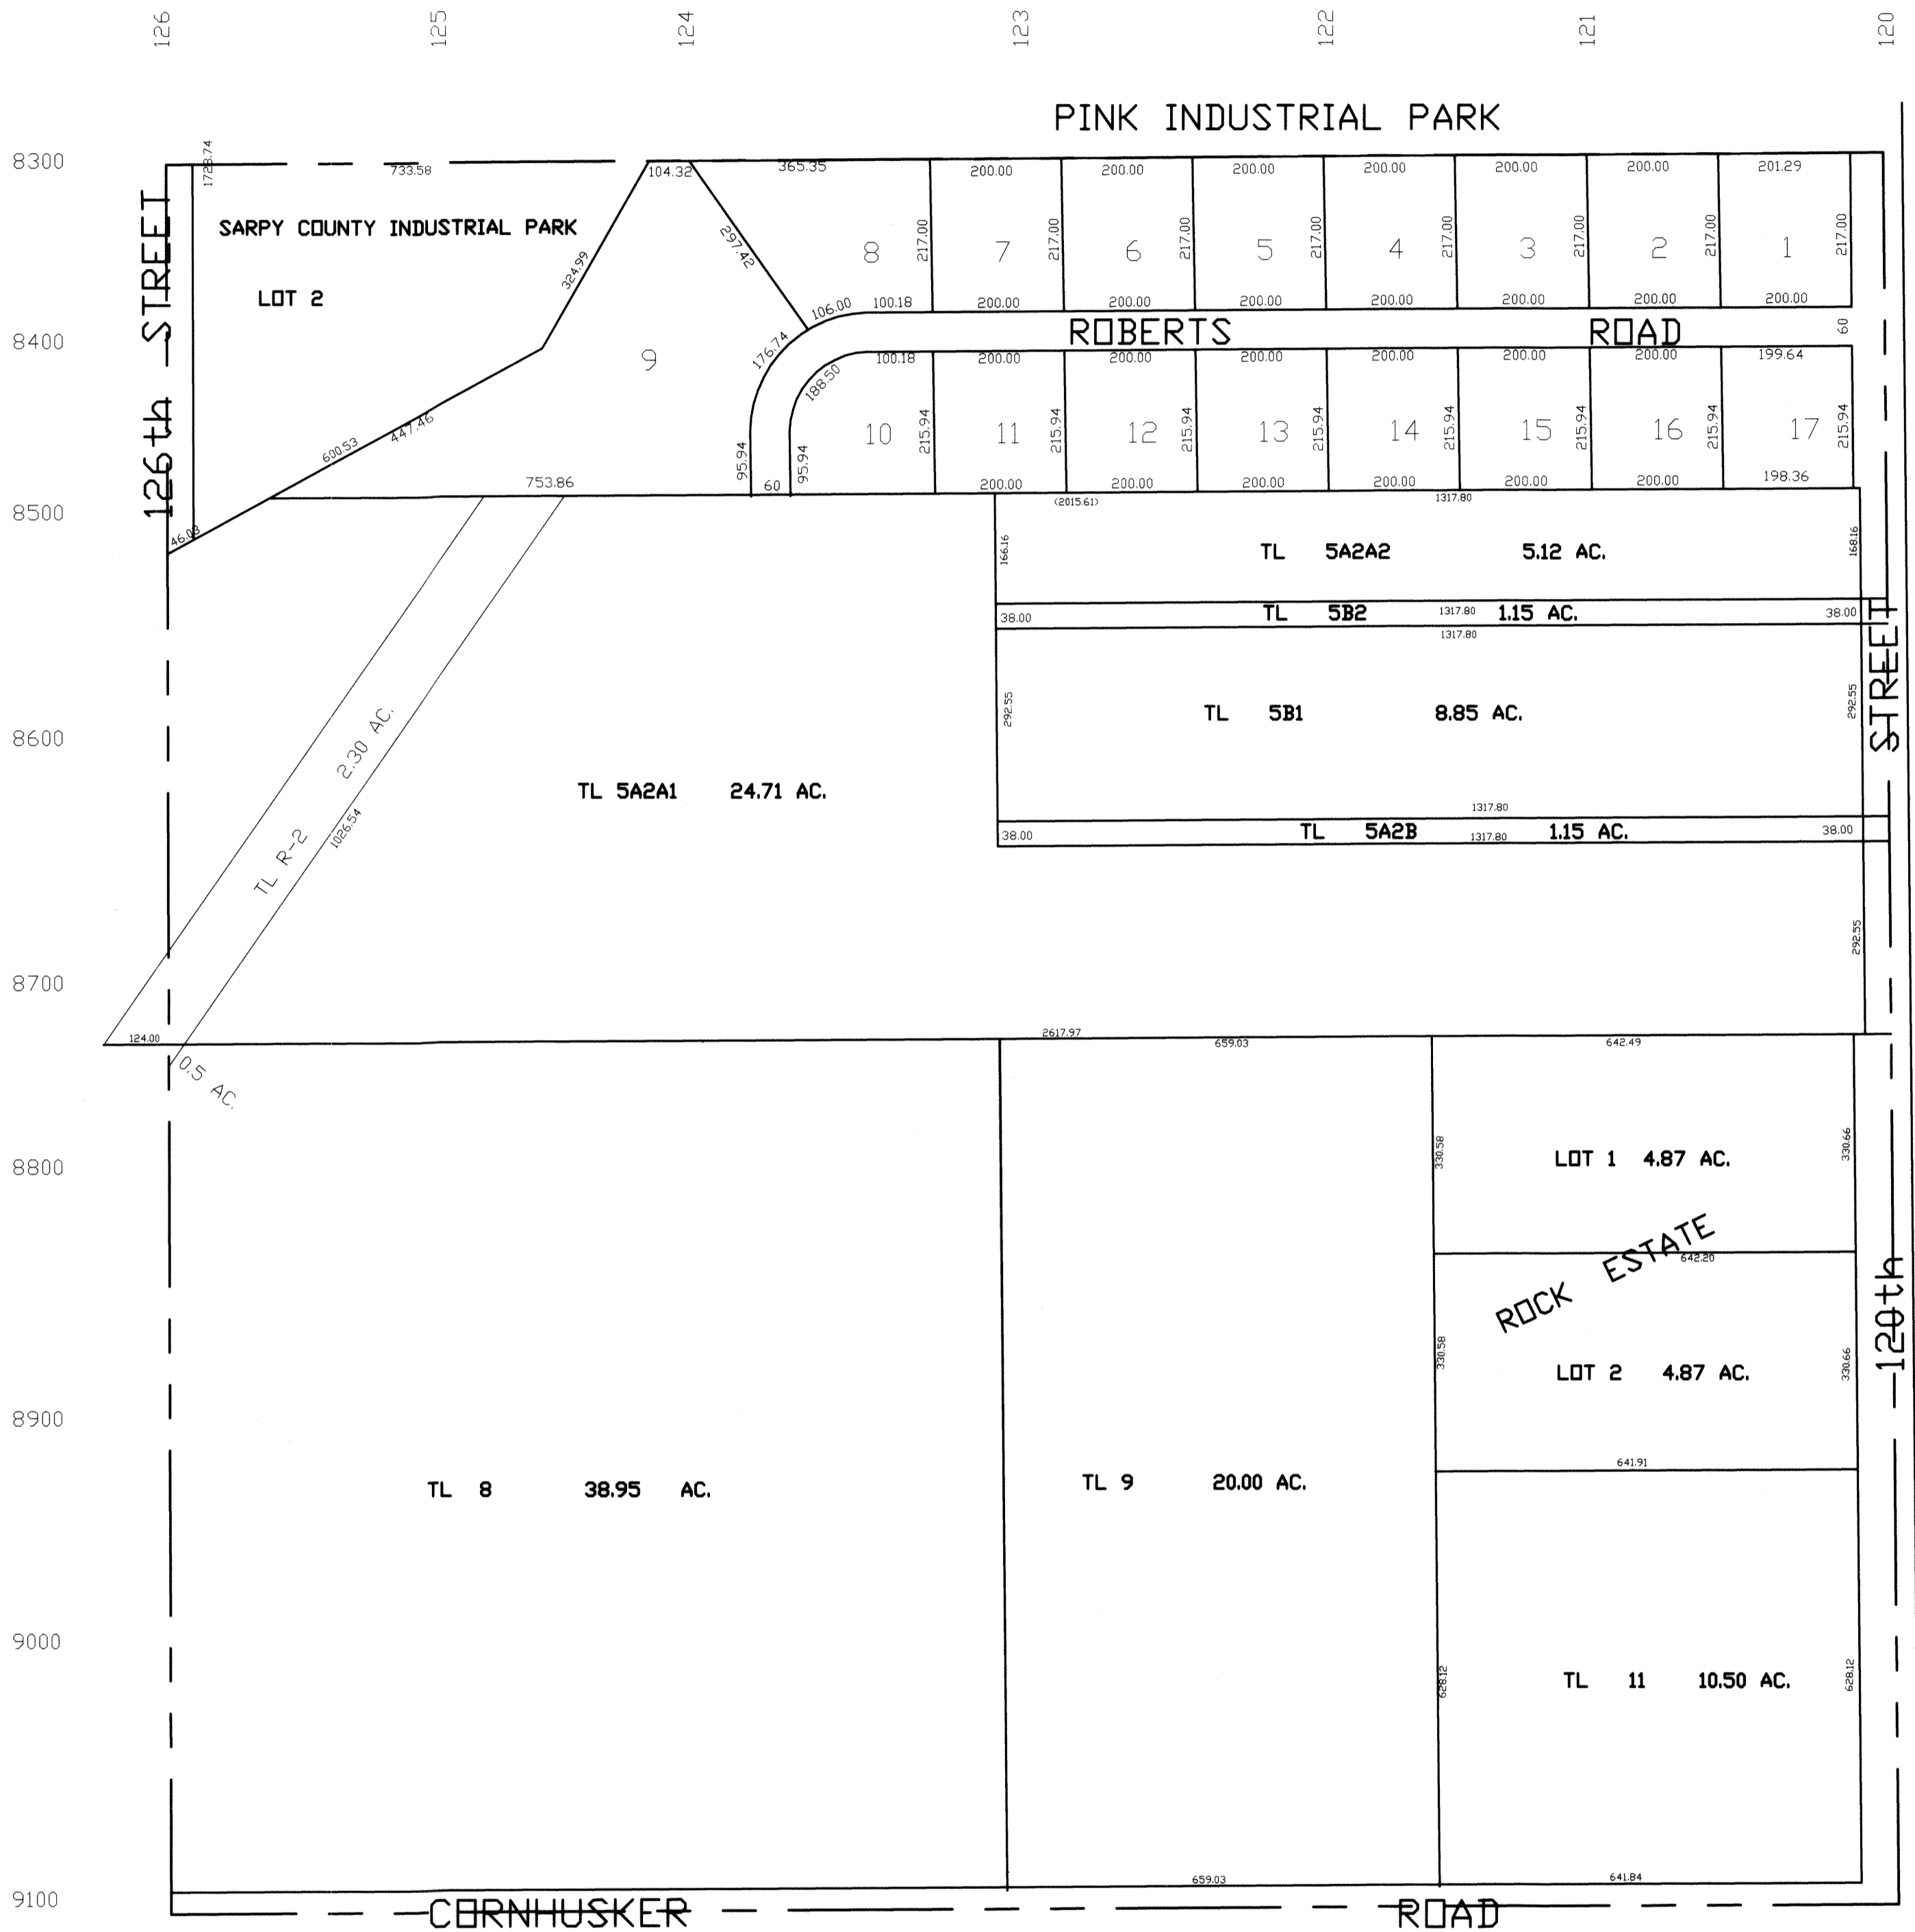 126 125 124 123 122 121 120
PINK INDUSTRIAL PARK
8300
1728.74
733.58
104.32
365.35
200.00 200.00 200.00 200.00 200.00 200.00 201.29
126th STREET
SARPY COUNTY INDUSTRIAL PARK
LOT 2
324.99
297.42
8 217.00 7 217.00 6 217.00 5 217.00 4 217.00 3 217.00 2 217.00 1 217.00
106.00 100.18 200.00 200.00 200.00 200.00 200.00 200.00 200.00
8400
ROBERTS ROAD 60
9
176.74
188.50
100.18 200.00 200.00 200.00 200.00 200.00 200.00 199.64
600.53
447.46
95.94
95.94
10 215.94 11 215.94 12 215.94 13 215.94 14 215.94 15 215.94 16 215.94 17 215.94
753.86
60
200.00 200.00 200.00 200.00 200.00 200.00 198.36
8500
46.03
(2015.61)
1317.80
166.16
TL 5A2A2 5.12 AC.
168.16
38.00
TL 5B2 1317.80 1.15 AC.
38.00
1317.80
STREET
292.55
TL 5B1 8.85 AC.
292.55
8600
TL R-2 2.30 AC.
1026.54
TL 5A2A1 24.71 AC.
1317.80
38.00
TL 5A2B 1317.80 1.15 AC.
38.00
292.55
8700
124.00
2617.97
659.03
642.49
0.5 AC.
8800
330.58
LOT 1 4.87 AC.
330.66
ROCK ESTATE
642.20
120th
330.58
LOT 2 4.87 AC.
330.66
8900
641.91
TL 8 38.95 AC.
TL 9 20.00 AC.
9000
628.12
TL 11 10.50 AC.
628.12
659.03
641.84
9100
CORNHUSKER ROAD